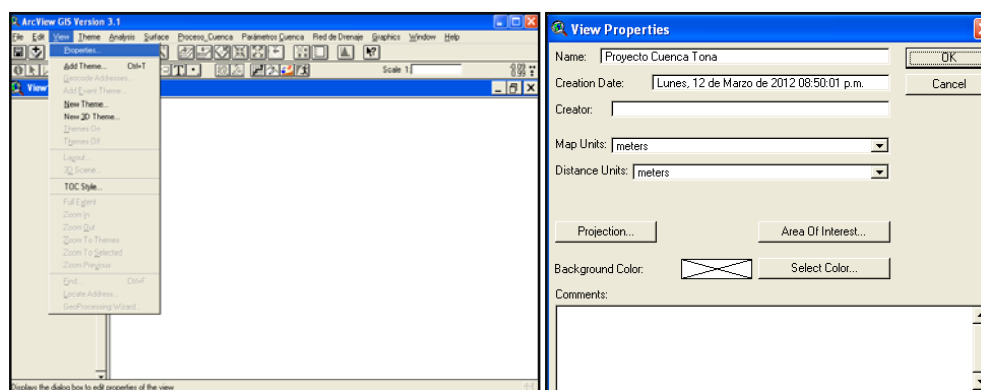 ArcView GIS Version 3.1
File Edit View Theme Analysis Surface Proceso_Cuenca Parámetros Cuenca Red de Drenaje Graphics Window Help
Properties...
Add Theme... Ctrl+T
Geocode Addresses...
Add Event Theme...
New Theme...
New 3D Theme...
Themes On
Themes Off
Layout...
3D Scene...
TOC Style...
Full Extent
Zoom In
Zoom Out
Zoom To Themes
Zoom To Selected
Zoom Previous
Find... Ctrl+F
Locate Address...
GeoProcessing Wizard...
Scale 1:
View
Displays the dialog box to edit properties of the view
View Properties
Name: Proyecto Cuenca Tona
OK
Creation Date: Lunes, 12 de Marzo de 2012 08:50:01 p.m.
Cancel
Creator:
Map Units: meters
Distance Units: meters
Projection... Area Of Interest...
Background Color: Select Color...
Comments: